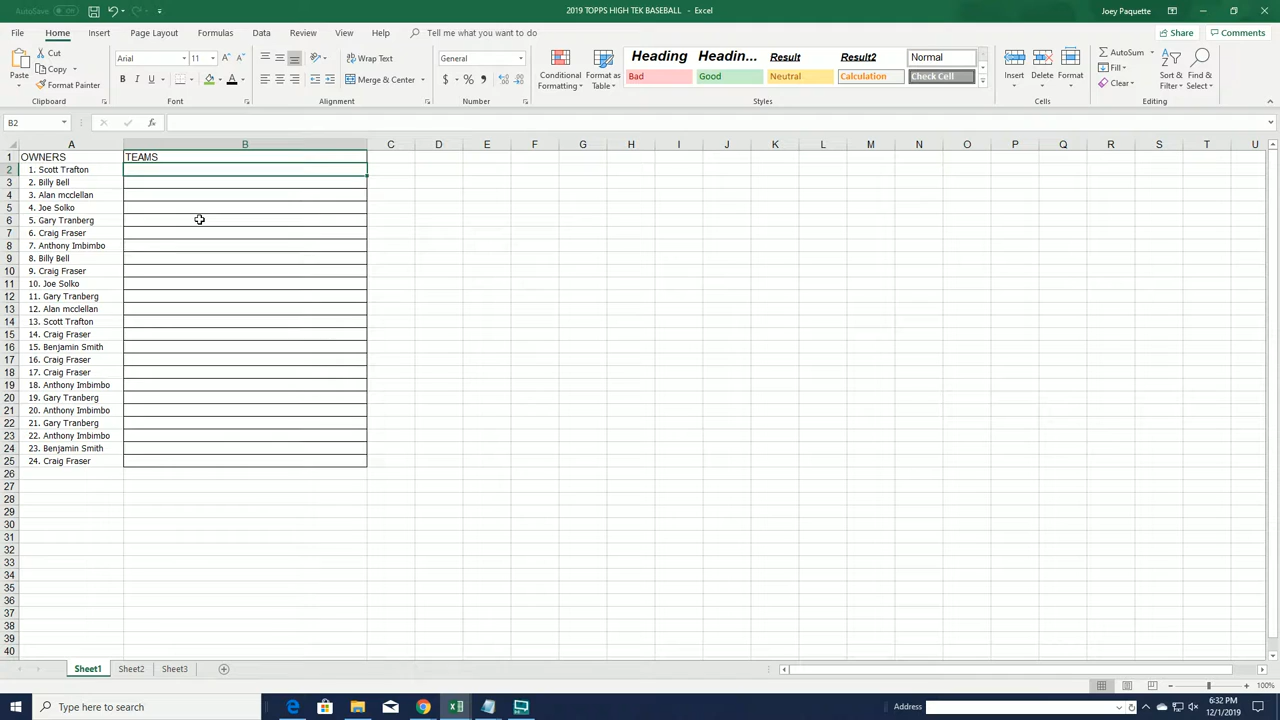 AutoSave Off
2019 TOPPS HIGH TEK BASEBALL - Excel
Joey Paquette
File Home Insert Page Layout Formulas Data Review View Help Tell me what you want to do
Share Comments
Paste
Cut
Copy
Format Painter
Clipboard
Arial 11
B I U
Font
Wrap Text
Merge & Center
Alignment
General
$ % ,
Number
Conditional Formatting
Format as Table
Heading Headin... Result Result2 Normal
Bad Good Neutral Calculation Check Cell
Styles
Insert Delete Format
Cells
AutoSum
Fill
Clear
Sort & Filter
Find & Select
Editing
B2
fx
A B C D E F G H I J K L M N O P Q R S T U
1 OWNERS TEAMS
2 1. Scott Trafton
3 2. Billy Bell
4 3. Alan mcclellan
5 4. Joe Solko
6 5. Gary Tranberg
7 6. Craig Fraser
8 7. Anthony Imbimbo
9 8. Billy Bell
10 9. Craig Fraser
11 10. Joe Solko
12 11. Gary Tranberg
13 12. Alan mcclellan
14 13. Scott Trafton
15 14. Craig Fraser
16 15. Benjamin Smith
17 16. Craig Fraser
18 17. Craig Fraser
19 18. Anthony Imbimbo
20 19. Gary Tranberg
21 20. Anthony Imbimbo
22 21. Gary Tranberg
23 22. Anthony Imbimbo
24 23. Benjamin Smith
25 24. Craig Fraser
26
27
28
29
30
31
32
33
34
35
36
37
38
39
40
Sheet1 Sheet2 Sheet3
100%
Type here to search
Address
6:32 PM
12/1/2019